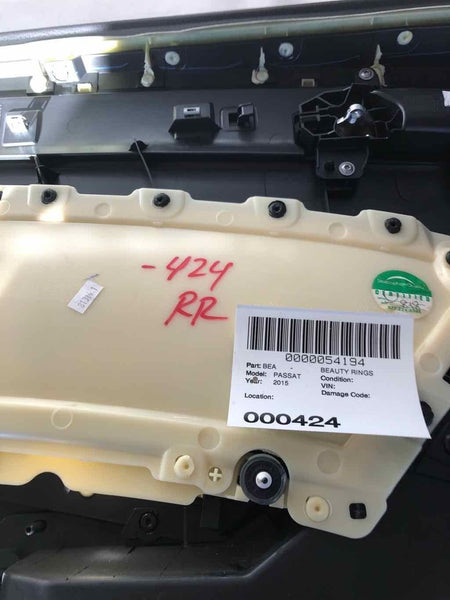 -424
RR
0000054194
Part: BEA - BEAUTY RINGS
Model: PASSAT Condition:
Year: 2015 VIN:
Damage Code:
Location:
000424